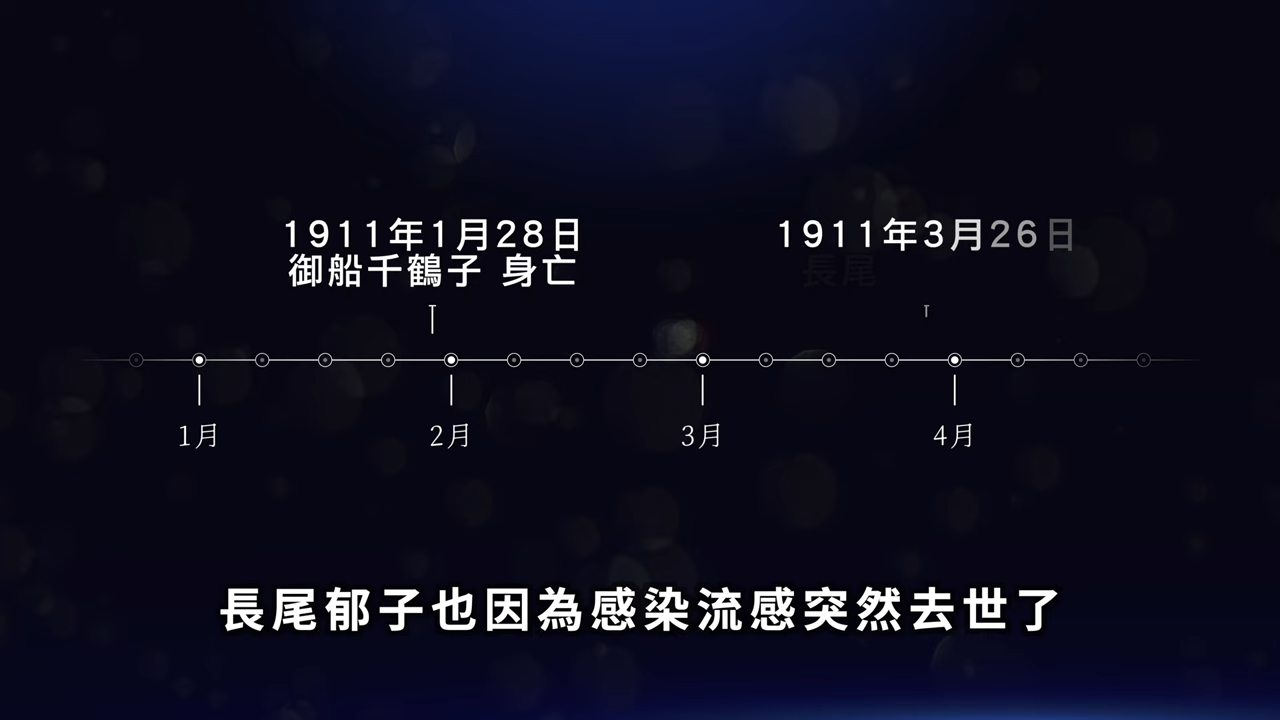 1911年1月28日
御船千鶴子 身亡
1911年3月26日
長尾
1月
2月
3月
4月
長尾郁子也因為感染流感突然去世了